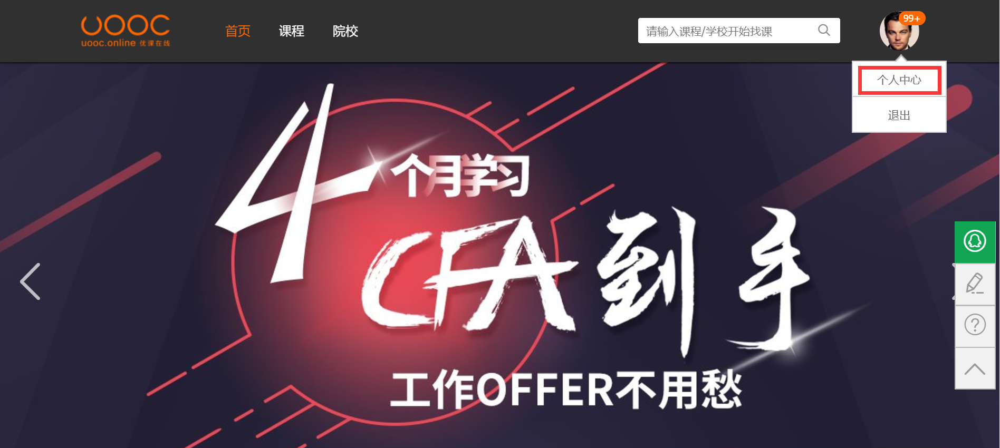 UOOC
uooc.online 优课在线
首页 课程 院校
请输入课程/学校开始找课
99+
个人中心
退出
4个月学习
CFA到手
工作OFFER不用愁